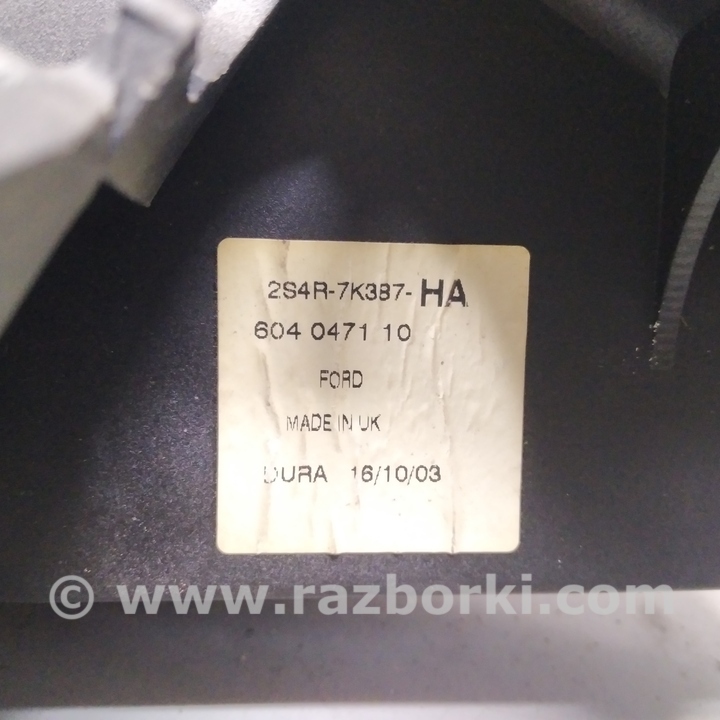 2S4R-7K387-HA
604 0471 10
FORD
MADE IN UK
DURA 16/10/03
© www.razborki.com